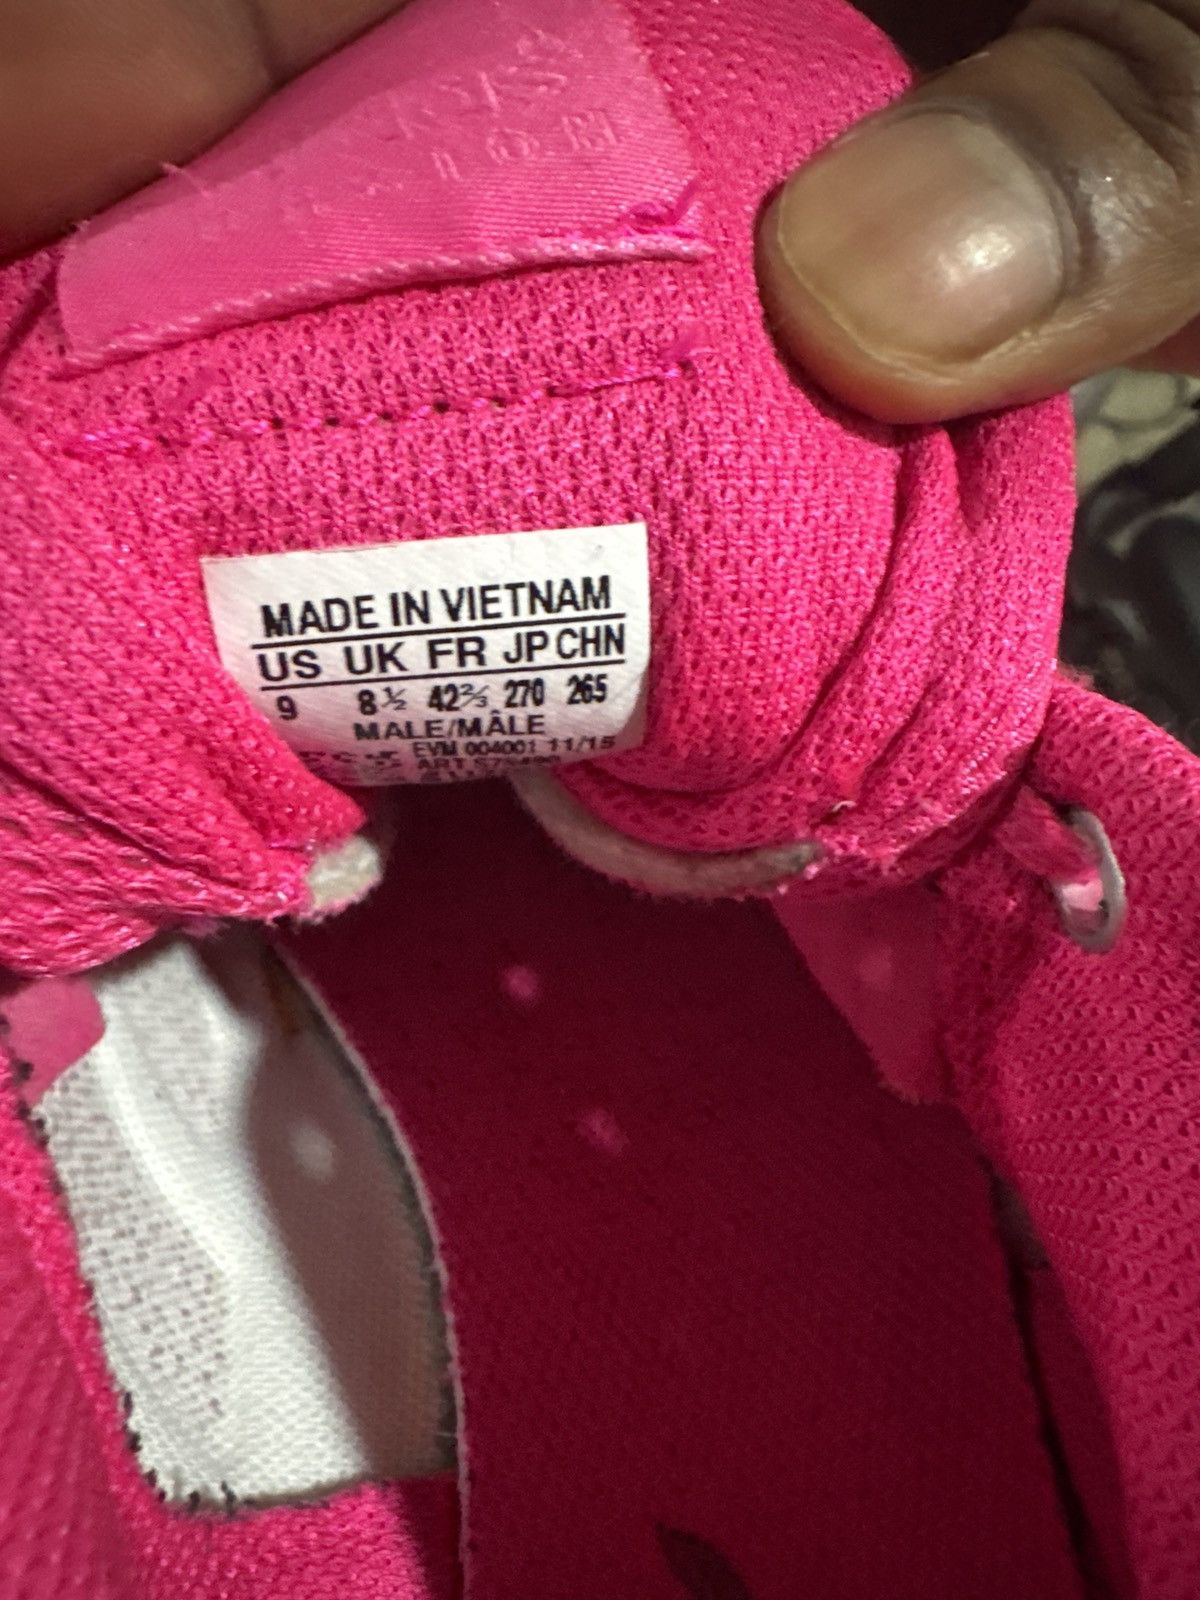 MADE IN VIETNAM
US UK FR JP CHN
9 8½ 42⅔ 270 265
MALE/MÂLE
EVM 004001 11/15
ART